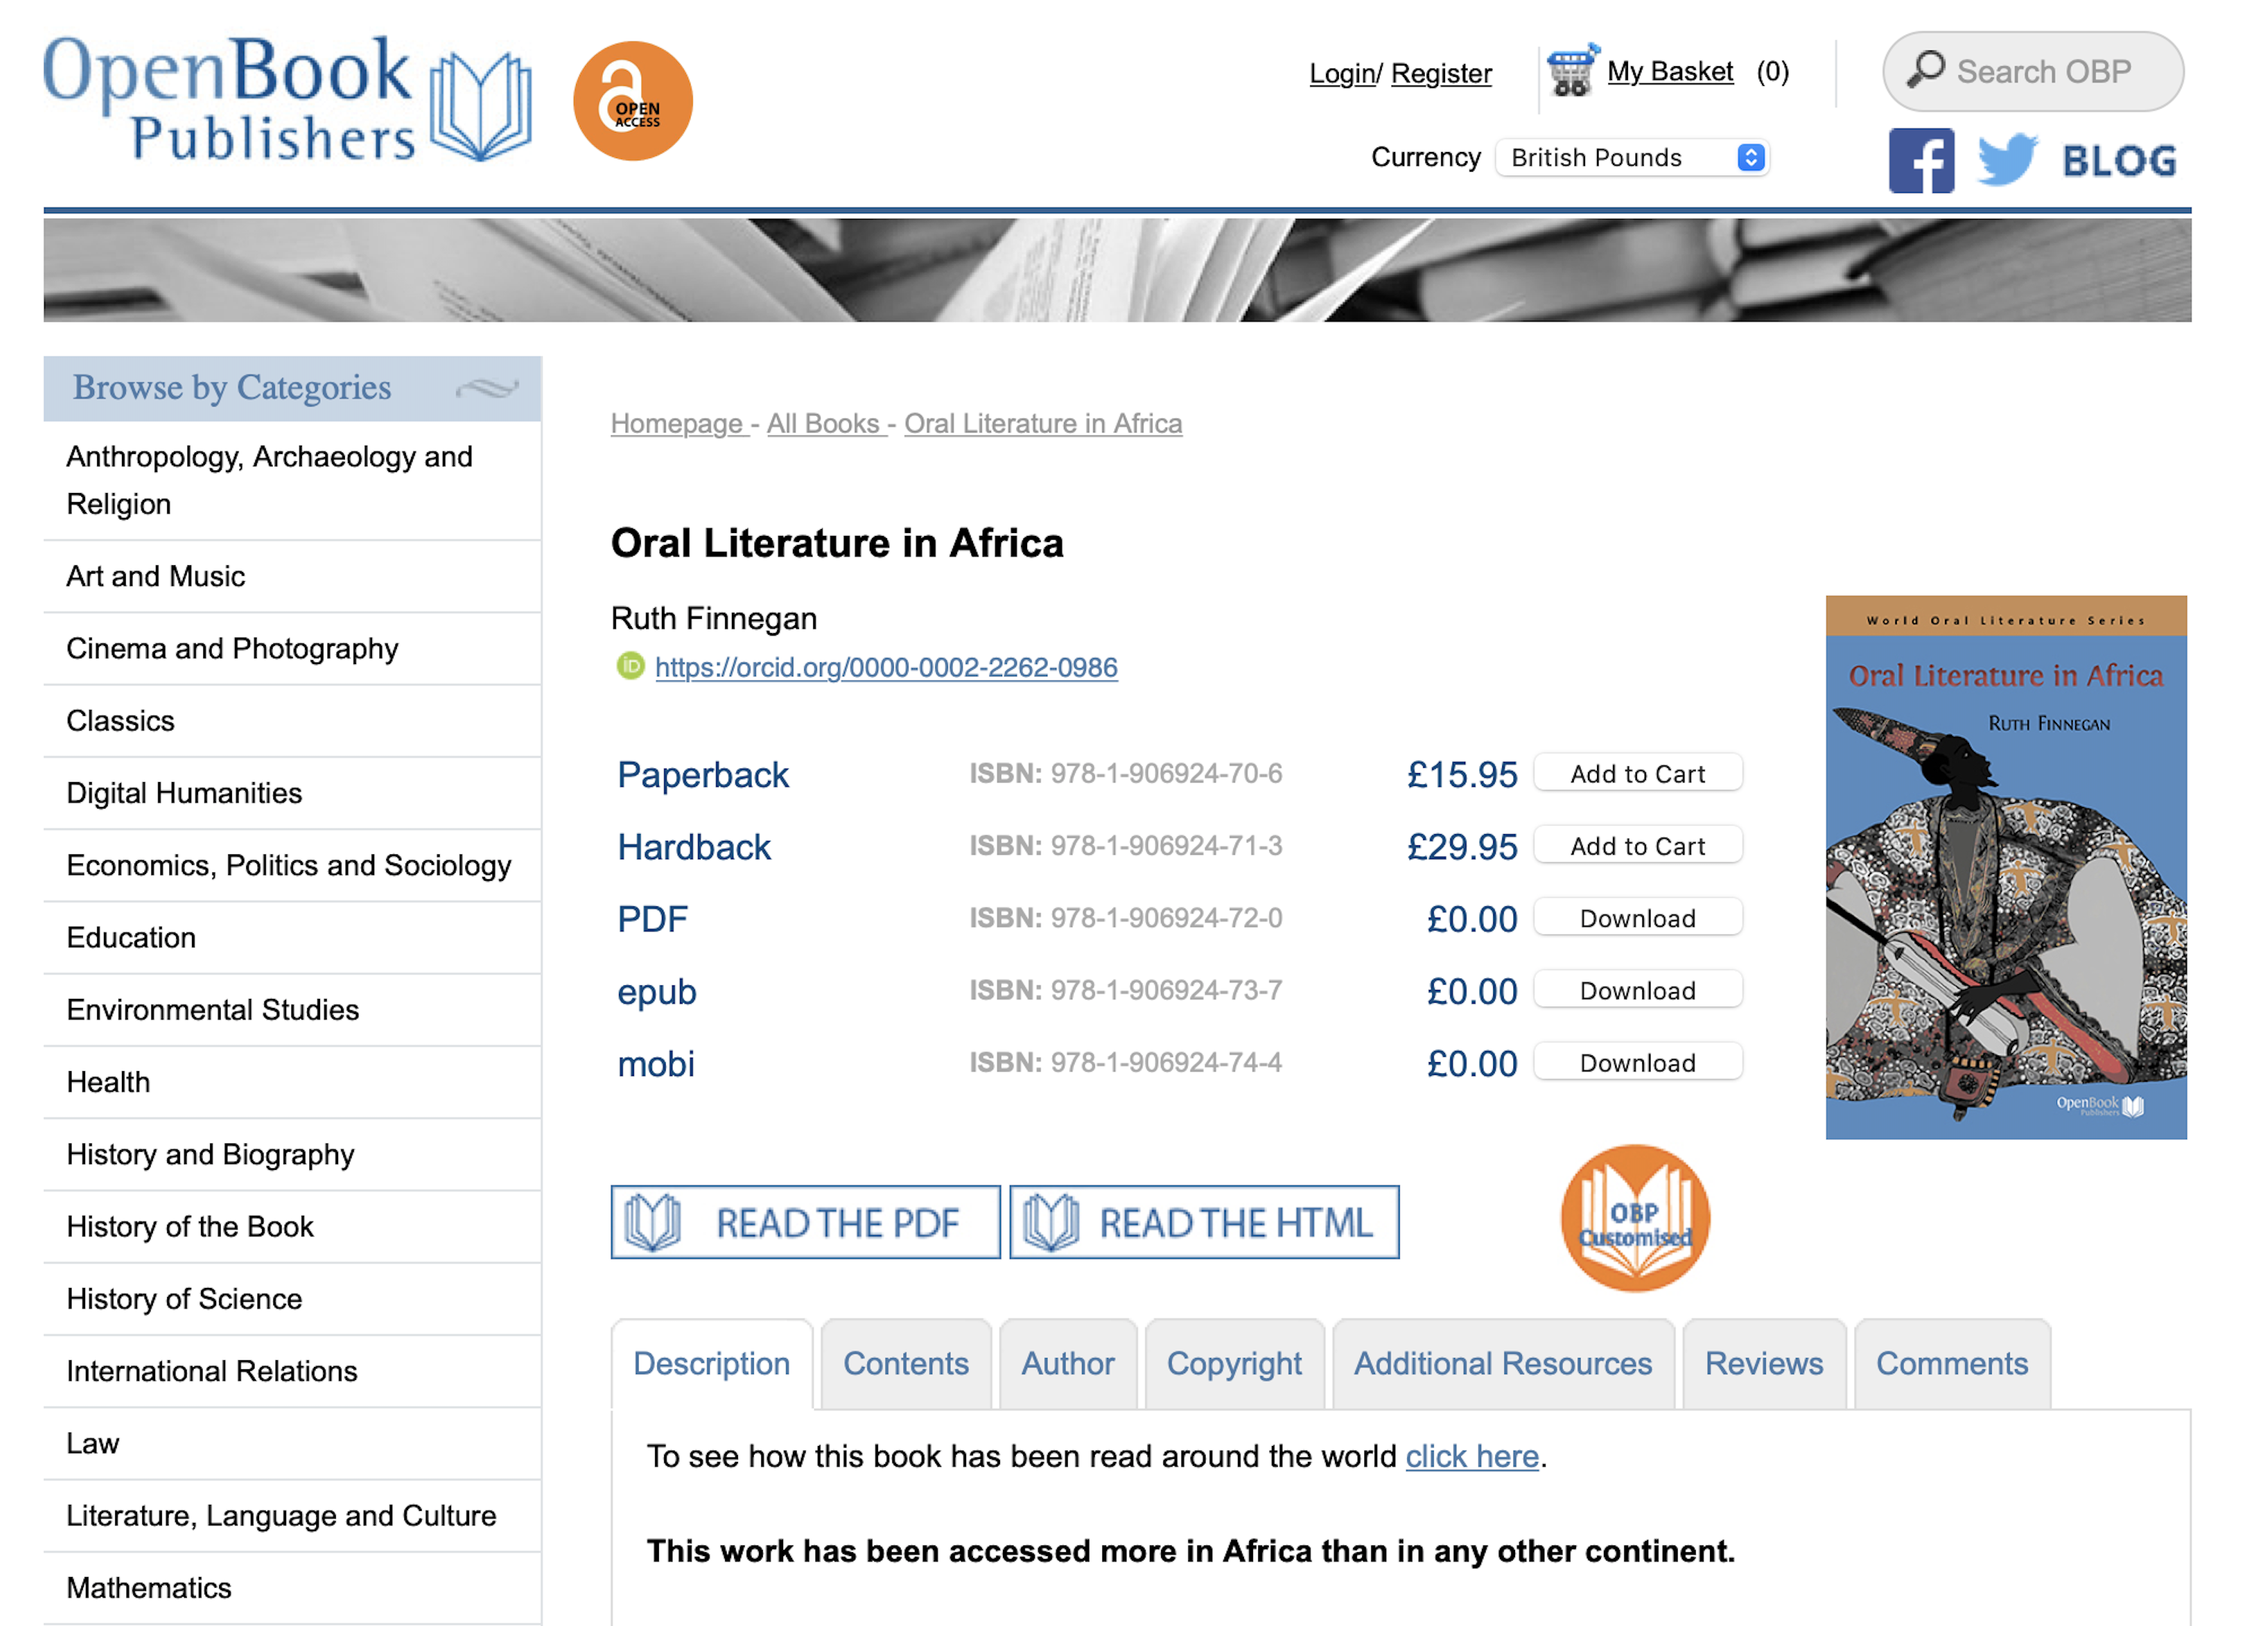 OpenBook
Publishers
OPEN
ACCESS
Login/ Register
My Basket (0)
Search OBP
Currency British Pounds
BLOG
Browse by Categories
Anthropology, Archaeology and
Religion
Art and Music
Cinema and Photography
Classics
Digital Humanities
Economics, Politics and Sociology
Education
Environmental Studies
Health
History and Biography
History of the Book
History of Science
International Relations
Law
Literature, Language and Culture
Mathematics
Homepage - All Books - Oral Literature in Africa
Oral Literature in Africa
Ruth Finnegan
iD https://orcid.org/0000-0002-2262-0986
Paperback ISBN: 978-1-906924-70-6 £15.95 Add to Cart
Hardback ISBN: 978-1-906924-71-3 £29.95 Add to Cart
PDF ISBN: 978-1-906924-72-0 £0.00 Download
epub ISBN: 978-1-906924-73-7 £0.00 Download
mobi ISBN: 978-1-906924-74-4 £0.00 Download
World Oral Literature Series
Oral Literature in Africa
RUTH FINNEGAN
OpenBook
Publishers
READ THE PDF
READ THE HTML
OBP
Customised
Description
Contents
Author
Copyright
Additional Resources
Reviews
Comments
To see how this book has been read around the world click here.
This work has been accessed more in Africa than in any other continent.